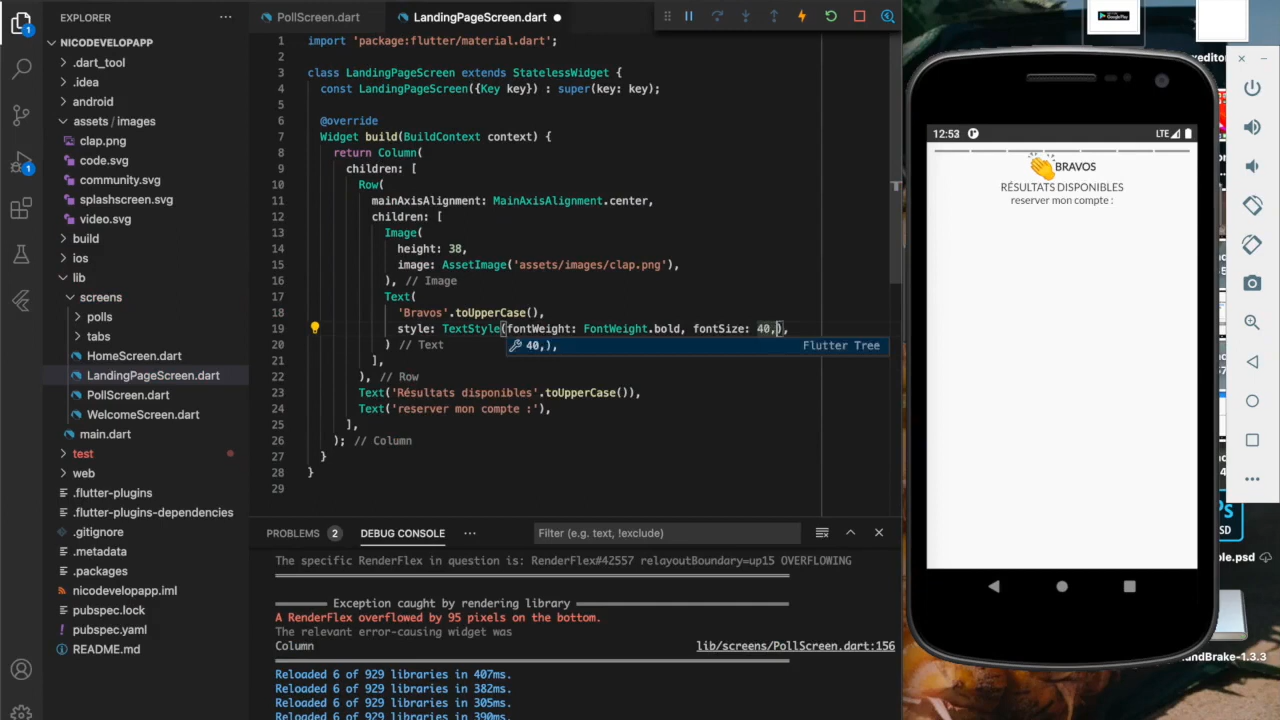 EXPLORER
NICODEVELOPAPP
.dart_tool
.idea
android
assets / images
clap.png
code.svg
community.svg
splashscreen.svg
video.svg
build
ios
lib
screens
polls
tabs
HomeScreen.dart
LandingPageScreen.dart
PollScreen.dart
WelcomeScreen.dart
main.dart
test
web
.flutter-plugins
.flutter-plugins-dependencies
.gitignore
.metadata
.packages
nicodevelopapp.iml
pubspec.lock
pubspec.yaml
README.md
1
1
PollScreen.dart
LandingPageScreen.dart
1 import 'package:flutter/material.dart';
2
3 class LandingPageScreen extends StatelessWidget {
4 const LandingPageScreen({Key key}) : super(key: key);
5
6 @override
7 Widget build(BuildContext context) {
8 return Column(
9 children: [
10 Row(
11 mainAxisAlignment: MainAxisAlignment.center,
12 children: [
13 Image(
14 height: 38,
15 image: AssetImage('assets/images/clap.png'),
16 ), // Image
17 Text(
18 'Bravos'.toUpperCase(),
19 style: TextStyle(fontWeight: FontWeight.bold, fontSize: 40,),
20 ) // Text
40,), Flutter Tree
21 ],
22 ), // Row
23 Text('Résultats disponibles'.toUpperCase()),
24 Text('reserver mon compte :'),
25 ],
26 ); // Column
27 }
28 }
29
PROBLEMS 2 DEBUG CONSOLE Filter (e.g. text, !exclude)
The specific RenderFlex in question is: RenderFlex#42557 relayoutBoundary=up15 OVERFLOWING
Exception caught by rendering library
A RenderFlex overflowed by 95 pixels on the bottom.
The relevant error-causing widget was
Column lib/screens/PollScreen.dart:156
Reloaded 6 of 929 libraries in 407ms.
Reloaded 6 of 929 libraries in 382ms.
Reloaded 6 of 929 libraries in 305ms.
Reloaded 6 of 929 libraries in 390ms.
12:53 LTE
BRAVOS
RÉSULTATS DISPONIBLES
reserver mon compte :
Google Play